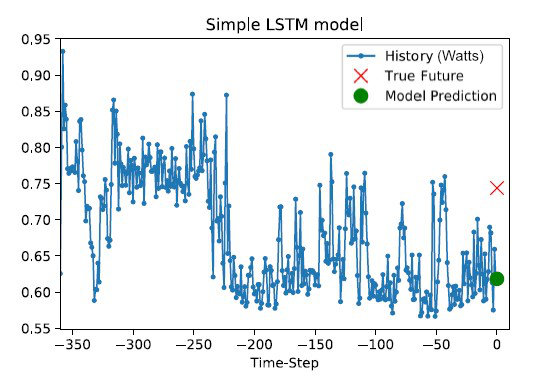 Simple LSTM model
0,95
0,90
0.85
0.80
0.75
0.70
0.65
0.60
0.55
History (Watts)
True Future
Model Prediction
−350 −300 −250 −200 −150 −100 −50 0
Time-Step